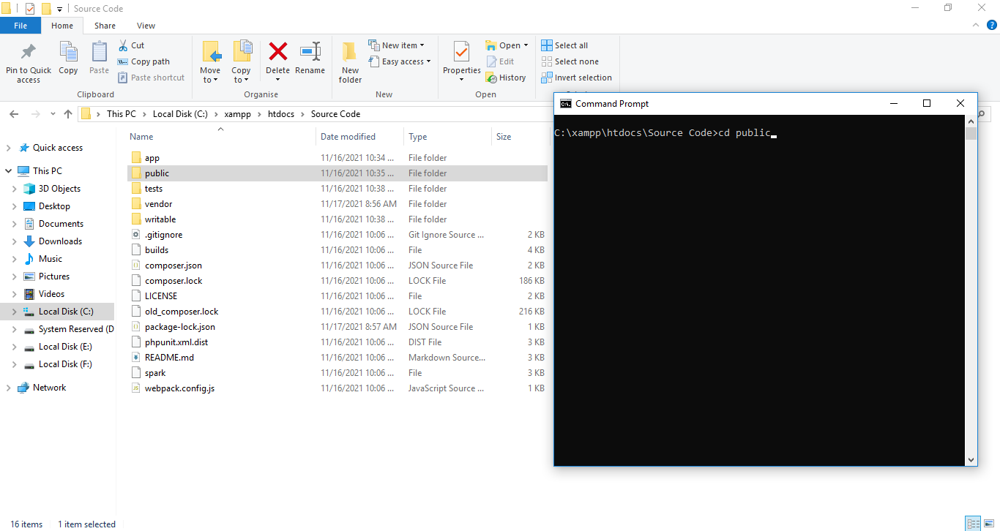 Source Code
File Home Share View
Pin to Quick access
Copy
Paste
Cut
Copy path
Paste shortcut
Clipboard
Move to
Copy to
Delete
Rename
Organise
New folder
New item
Easy access
New
Properties
Open
Edit
History
Open
Select all
Select none
Invert selection
This PC > Local Disk (C:) > xampp > htdocs > Source Code
Quick access
This PC
3D Objects
Desktop
Documents
Downloads
Music
Pictures
Videos
Local Disk (C:)
System Reserved (D
Local Disk (E:)
Local Disk (F:)
Network
Name Date modified Type Size
app 11/16/2021 10:34 ... File folder
public 11/16/2021 10:35 ... File folder
tests 11/16/2021 10:38 ... File folder
vendor 11/17/2021 8:56 AM File folder
writable 11/16/2021 10:38 ... File folder
.gitignore 11/16/2021 10:06 ... Git Ignore Source ... 2 KB
builds 11/16/2021 10:06 ... File 4 KB
composer.json 11/16/2021 10:06 ... JSON Source File 2 KB
composer.lock 11/16/2021 10:06 ... LOCK File 186 KB
LICENSE 11/16/2021 10:06 ... File 2 KB
old_composer.lock 11/16/2021 10:06 ... LOCK File 216 KB
package-lock.json 11/17/2021 8:57 AM JSON Source File 1 KB
phpunit.xml.dist 11/16/2021 10:06 ... DIST File 3 KB
README.md 11/16/2021 10:06 ... Markdown Source... 3 KB
spark 11/16/2021 10:06 ... File 3 KB
webpack.config.js 11/16/2021 10:06 ... JavaScript Source ... 1 KB
Command Prompt
C:\xampp\htdocs\Source Code>cd public
16 items 1 item selected